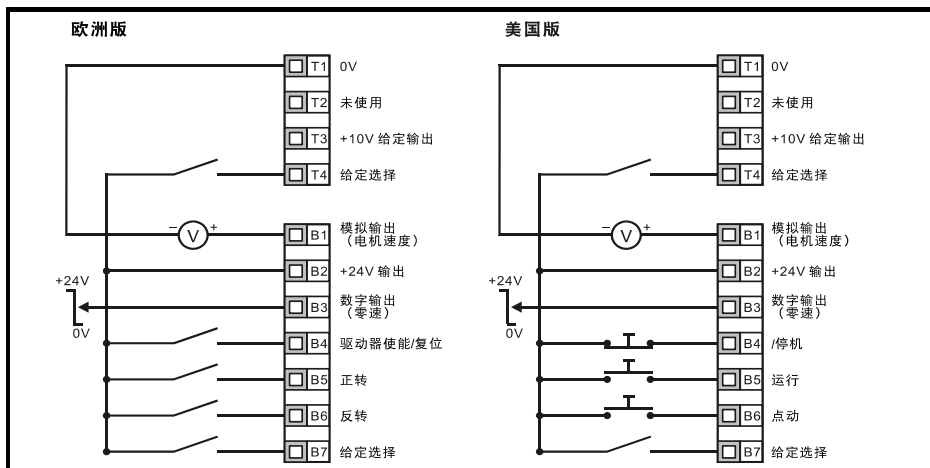 欧洲版
T1 0V
T2 未使用
T3 +10V 给定输出
T4 给定选择
− V +
B1 模拟输出
（电机速度）
B2 +24V 输出
+24V
B3 数字输出
（零速）
0V
B4 驱动器使能/复位
B5 正转
B6 反转
B7 给定选择
美国版
T1 0V
T2 未使用
T3 +10V 给定输出
T4 给定选择
− V +
B1 模拟输出
（电机速度）
B2 +24V 输出
+24V
B3 数字输出
（零速）
0V
B4 /停机
B5 运行
B6 点动
B7 给定选择